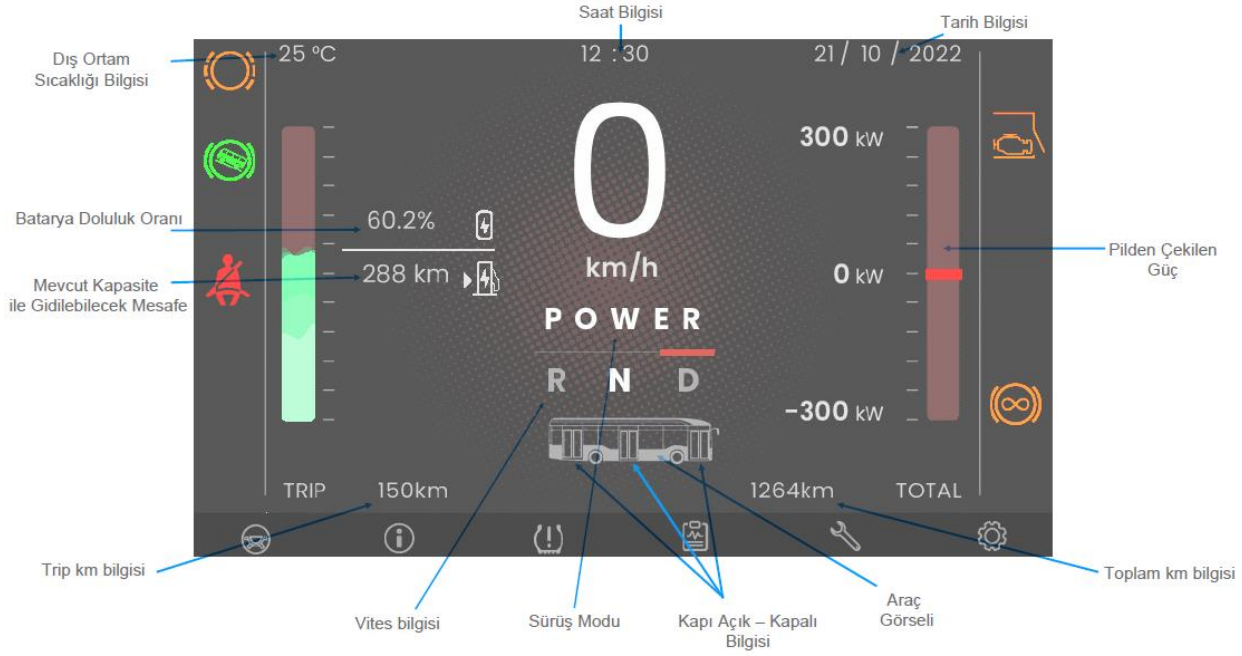 Saat Bilgisi
Tarih Bilgisi
Dış Ortam
Sıcaklığı Bilgisi
25 °C
12 : 30
21 / 10 / 2022
0
km/h
300 kW
Batarya Doluluk Oranı
60.2%
Mevcut Kapasite
ile Gidilebilecek Mesafe
288 km
0 kW
Pilden Çekilen
Güç
POWER
R N D
-300 kW
TRIP
150km
1264km
TOTAL
Trip km bilgisi
Vites bilgisi
Sürüş Modu
Kapı Açık – Kapalı
Bilgisi
Araç
Görseli
Toplam km bilgisi